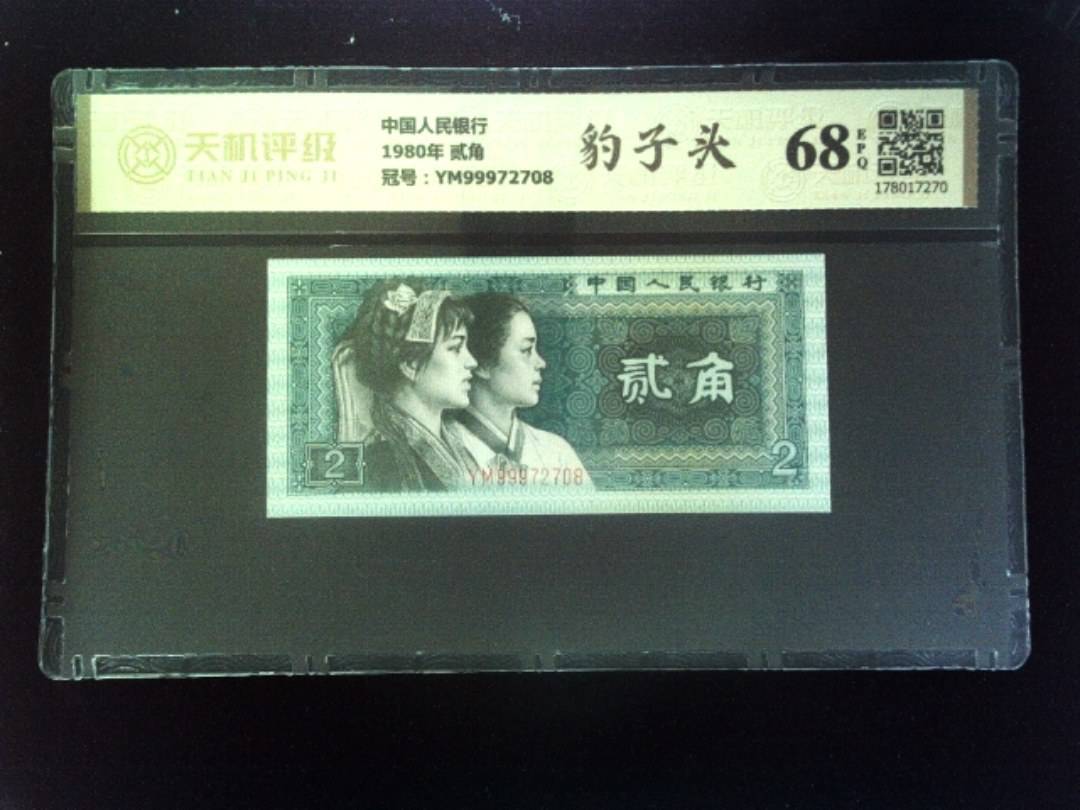 天机评级
TIAN JI PING JI
中国人民银行
1980年 贰角
冠号：YM99972708
豹子头
68
EPQ
178017270
中国人民银行
贰角
2
YM99972708
2